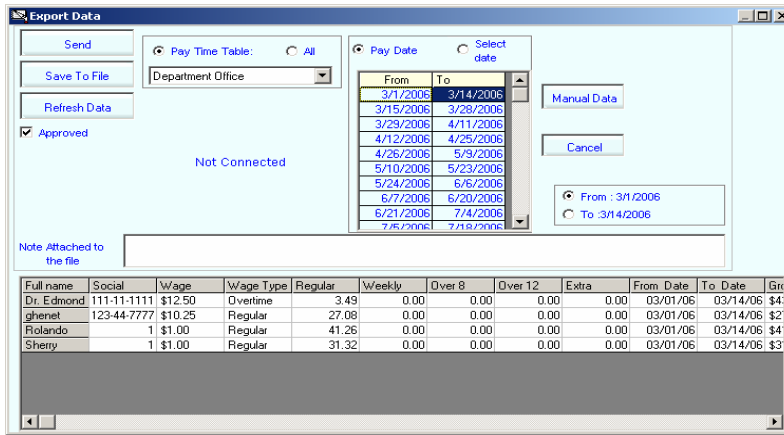 Export Data
Send
Save To File
Refresh Data
Approved
Pay Time Table: All
Department Office
Not Connected
Pay Date Select date
From To
3/1/2006 3/14/2006
3/15/2006 3/28/2006
3/29/2006 4/11/2006
4/12/2006 4/25/2006
4/26/2006 5/9/2006
5/10/2006 5/23/2006
5/24/2006 6/6/2006
6/7/2006 6/20/2006
6/21/2006 7/4/2006
7/5/2006 7/18/2006
Manual Data
Cancel
From : 3/1/2006
To :3/14/2006
Note Attached to
the file
Full name Social Wage Wage Type Regular Weekly Over 8 Over 12 Extra From Date To Date
Dr. Edmond 111-11-1111 $12.50 Overtime 3.49 0.00 0.00 0.00 0.00 03/01/06 03/14/06
ghenet 123-44-7777 $10.25 Regular 27.08 0.00 0.00 0.00 0.00 03/01/06 03/14/06
Rolando 1 $1.00 Regular 41.26 0.00 0.00 0.00 0.00 03/01/06 03/14/06
Sherry 1 $1.00 Regular 31.32 0.00 0.00 0.00 0.00 03/01/06 03/14/06